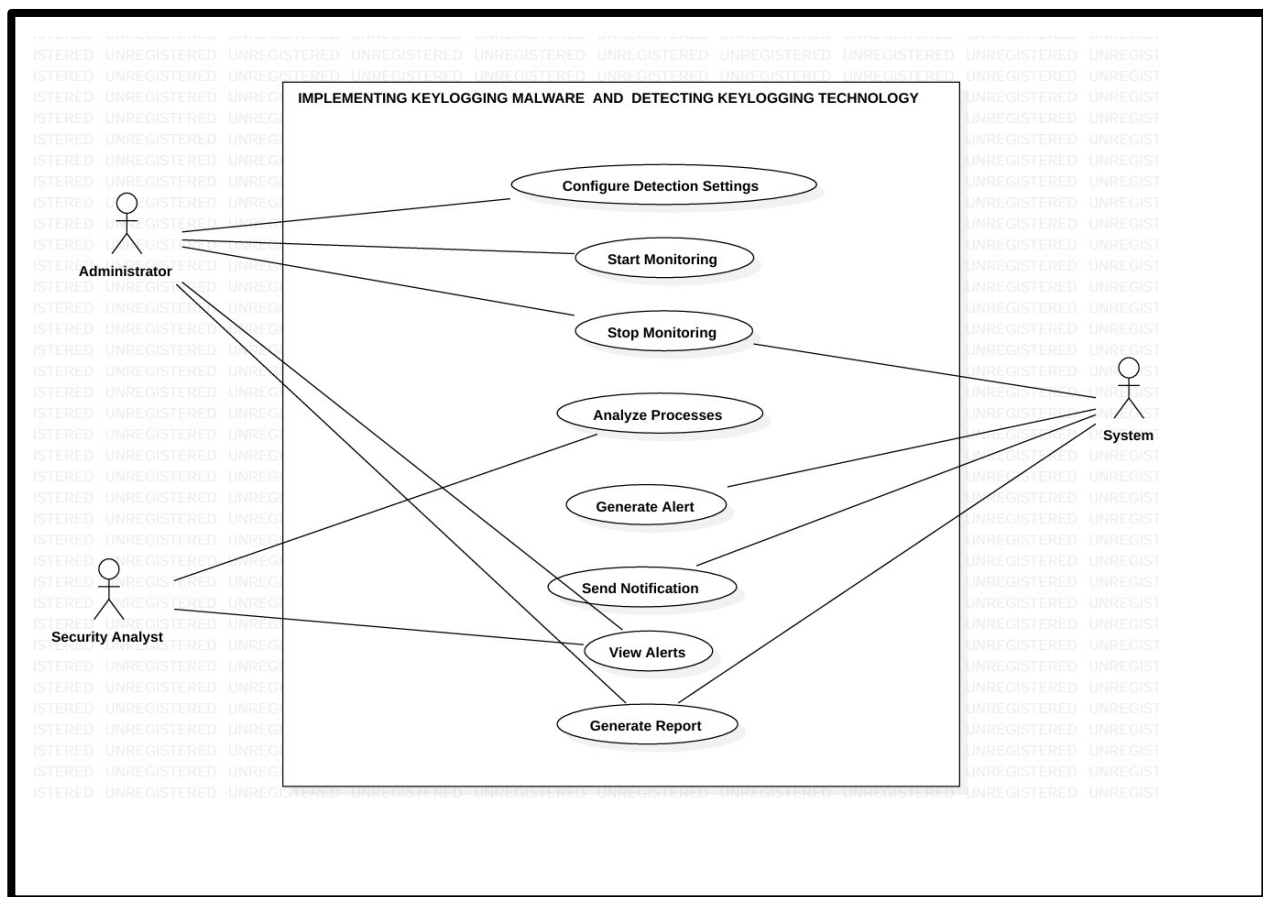 IMPLEMENTING KEYLOGGING MALWARE AND DETECTING KEYLOGGING TECHNOLOGY
Configure Detection Settings
Start Monitoring
Administrator
Stop Monitoring
Analyze Processes
System
Generate Alert
Send Notification
Security Analyst
View Alerts
Generate Report
UNREGISTERED